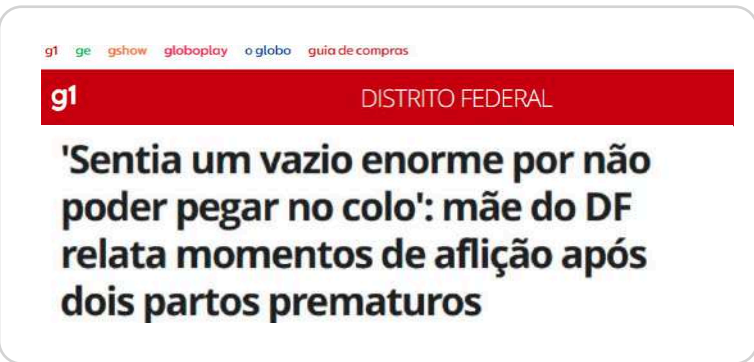 g1 ge gshow globoplay o globo guia de compras
g1 DISTRITO FEDERAL
'Sentia um vazio enorme por não
poder pegar no colo': mãe do DF
relata momentos de aflição após
dois partos prematuros